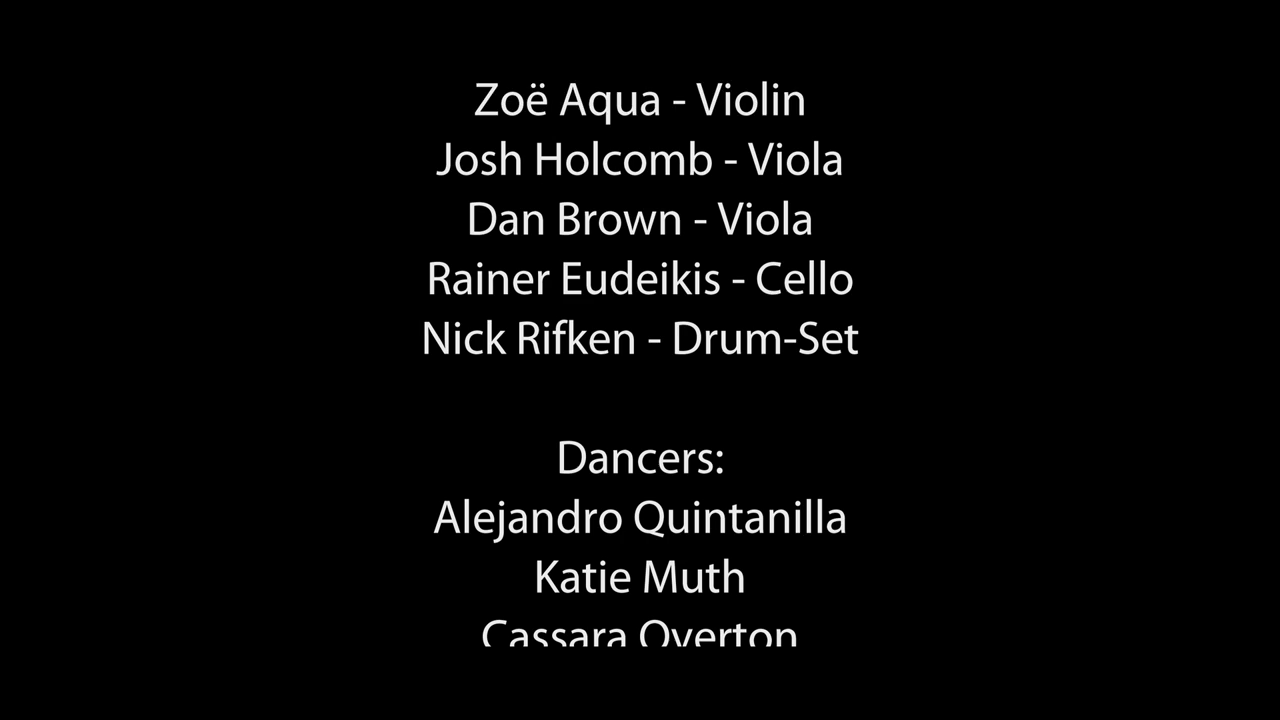 Zoë Aqua - Violin
Josh Holcomb - Viola
Dan Brown - Viola
Rainer Eudeikis - Cello
Nick Rifken - Drum-Set
Dancers:
Alejandro Quintanilla
Katie Muth
Cassara Overton